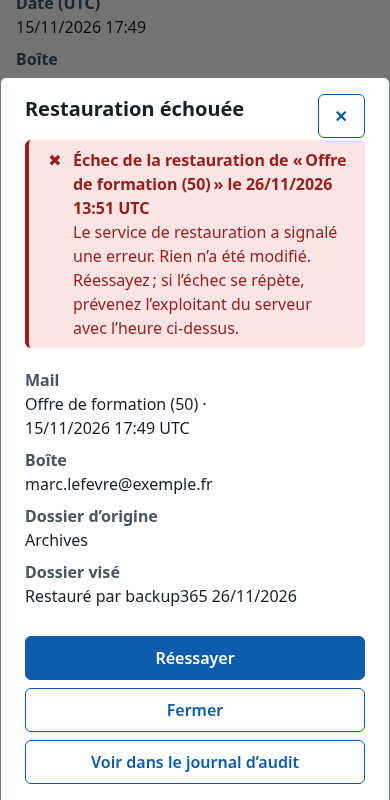 Date (UTC)
15/11/2026 17:49
Boîte
Restauration échouée
×
✖ Échec de la restauration de « Offre
de formation (50) » le 26/11/2026
13:51 UTC
Le service de restauration a signalé
une erreur. Rien n’a été modifié.
Réessayez ; si l’échec se répète,
prévenez l’exploitant du serveur
avec l’heure ci-dessus.
Mail
Offre de formation (50) ·
15/11/2026 17:49 UTC
Boîte
marc.lefevre@exemple.fr
Dossier d’origine
Archives
Dossier visé
Restauré par backup365 26/11/2026
Réessayer
Fermer
Voir dans le journal d’audit